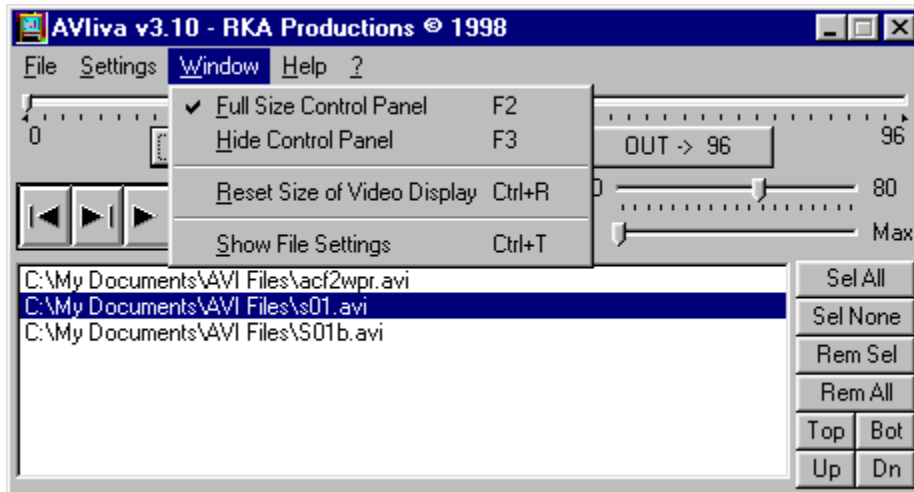 AVIiva v3.10 - RKA Productions © 1998
File Settings Window Help ?
Full Size Control Panel F2
Hide Control Panel F3
Reset Size of Video Display Ctrl+R
Show File Settings Ctrl+T
0 96
OUT -> 96
0 80
Max
C:\My Documents\AVI Files\acf2wpr.avi
C:\My Documents\AVI Files\s01.avi
C:\My Documents\AVI Files\S01b.avi
Sel All
Sel None
Rem Sel
Rem All
Top Bot
Up Dn